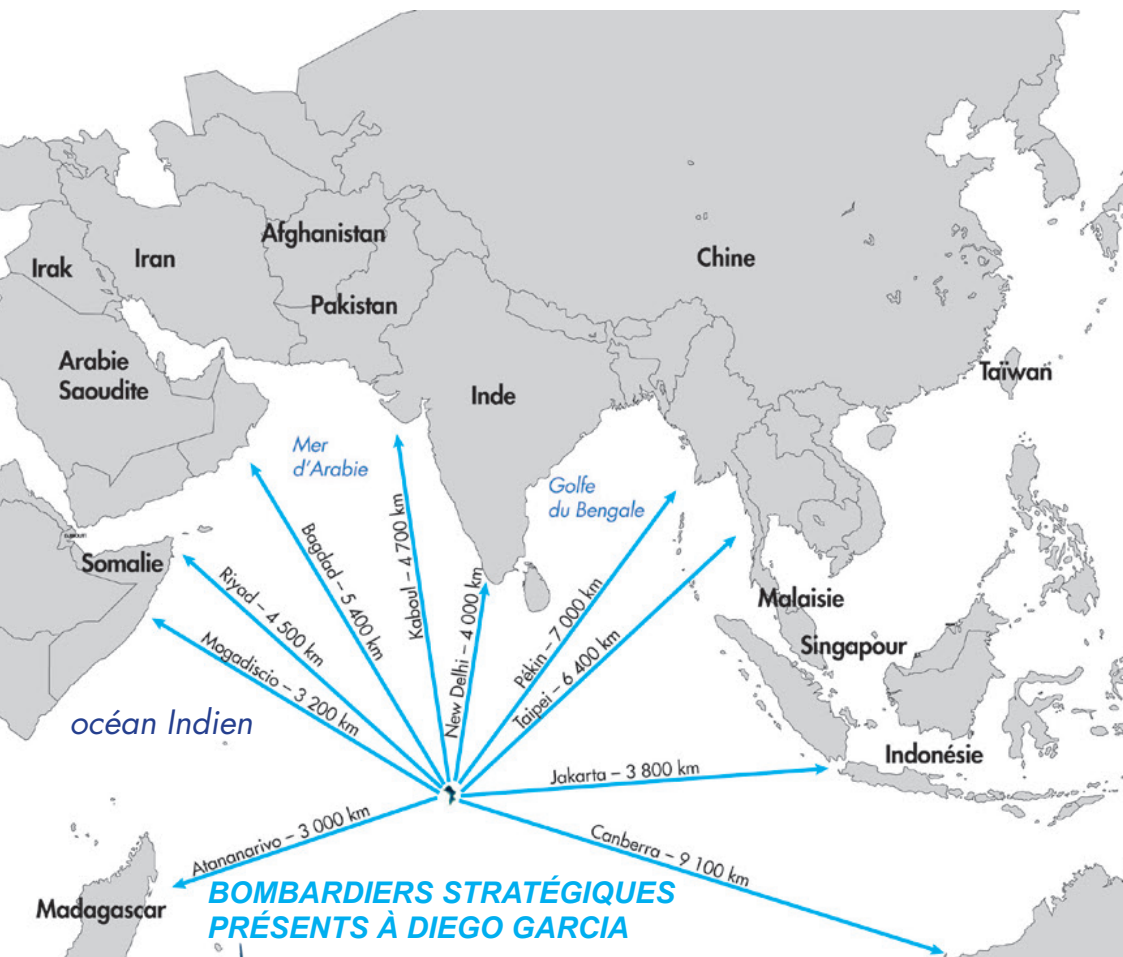 Afghanistan
Chine
Irak
Iran
Pakistan
Arabie
Saoudite
Taïwan
Inde
Mer
d'Arabie
Golfe
du Bengale
Somalie
Malaisie
Singapour
Riyad – 4 500 km
Bagdad – 5 400 km
Kaboul – 4 700 km
New Delhi – 4 000 km
Pékin – 7 000 km
Taipei – 6 400 km
Mogadiscio – 3 200 km
océan Indien
Indonésie
Jakarta – 3 800 km
Atananarivo – 3 000 km
Canberra – 9 100 km
Madagascar
BOMBARDIERS STRATÉGIQUES
PRÉSENTS À DIEGO GARCIA